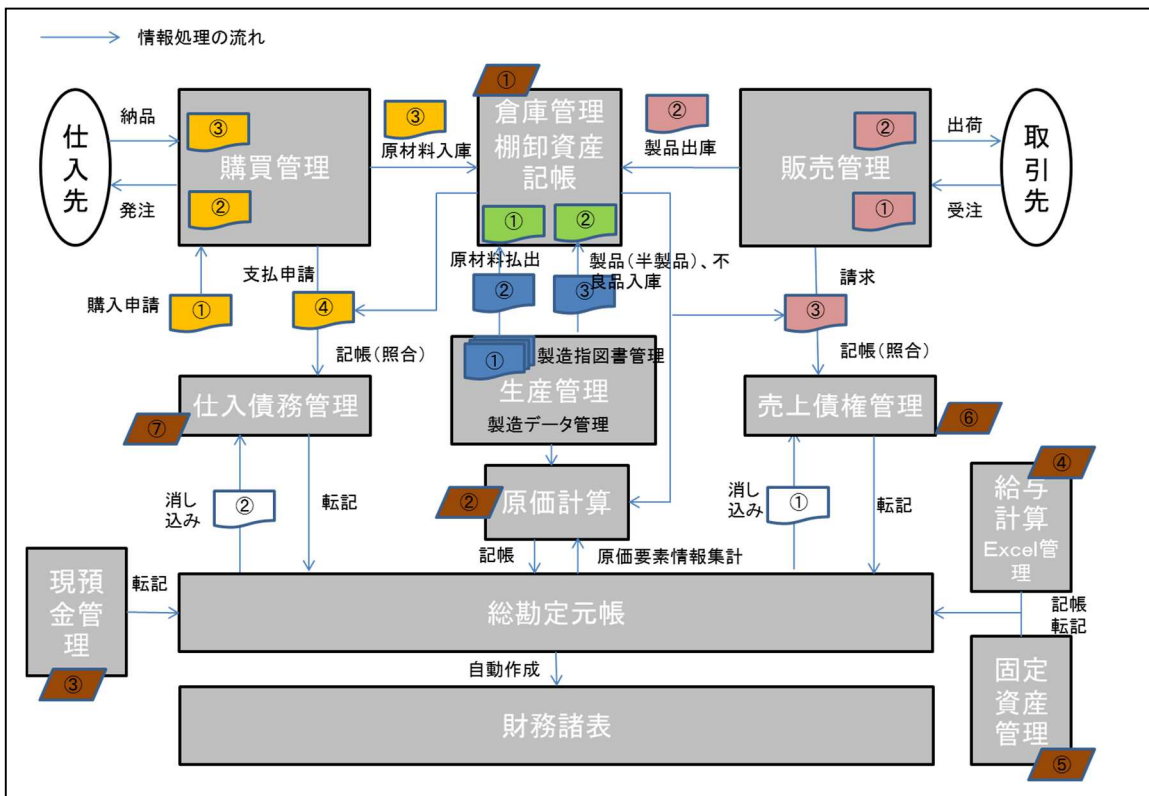 情報処理の流れ
①
仕入先
納品
発注
③
②
購買管理
③
原材料入庫
倉庫管理
棚卸資産
記帳
①
②
②
製品出庫
販売管理
②
①
出荷
受注
取引先
購入申請
①
支払申請
④
原材料払出
②
製品(半製品)、不
良品入庫
③
請求
③
記帳(照合)
①
製造指図書管理
生産管理
製造データ管理
記帳(照合)
仕入債務管理
⑦
売上債権管理
⑥
消し
込み
②
転記
②
原価計算
消し
込み
①
転記
④
給与
計算
Excel管
理
記帳
原価要素情報集計
現預
金管
理
③
転記
総勘定元帳
記帳
転記
自動作成
財務諸表
固定
資産
管理
⑤